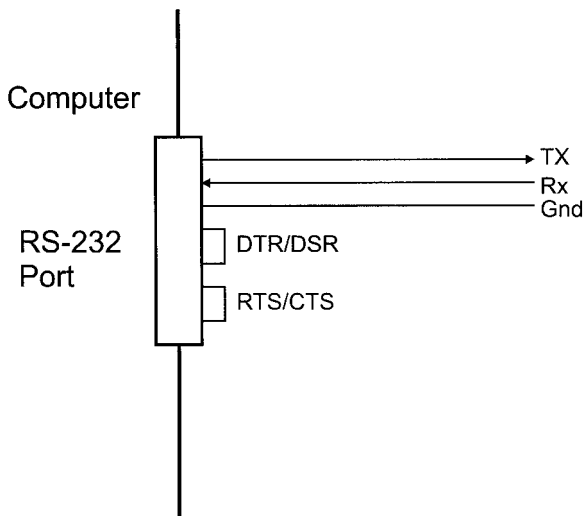 Computer
TX
Rx
Gnd
RS-232
Port
DTR/DSR
RTS/CTS